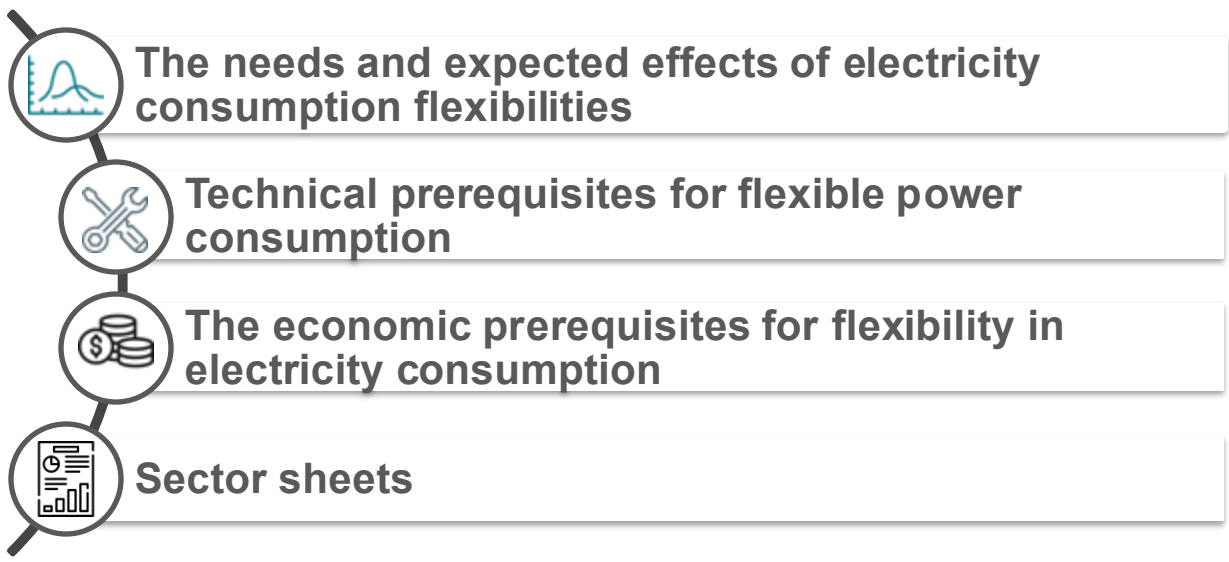 The needs and expected effects of electricity
consumption flexibilities
Technical prerequisites for flexible power
consumption
$
The economic prerequisites for flexibility in
electricity consumption
Sector sheets